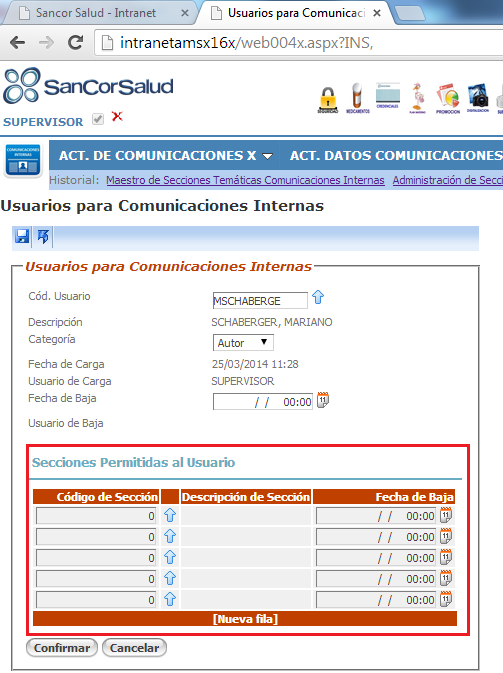 Sancor Salud - Intranet
Usuarios para Comunicaci
intranetamsx16x/web004x.aspx?INS,
SanCorSalud
SEGURIDAD MEDICAMENTOS CREDENCIALES PROMOCION
SUPERVISOR
COMUNICACIONES
INTERNAS
ACT. DE COMUNICACIONES X ACT. DATOS COMUNICACIONES
Historial: Maestro de Secciones Temáticas Comunicaciones Internas Administración de Secci
Usuarios para Comunicaciones Internas
Usuarios para Comunicaciones Internas
Cód. Usuario MSCHABERGE
Descripción SCHABERGER, MARIANO
Categoría Autor
Fecha de Carga 25/03/2014 11:28
Usuario de Carga SUPERVISOR
Fecha de Baja / / 00:00
Usuario de Baja
Secciones Permitidas al Usuario
Código de Sección Descripción de Sección Fecha de Baja
0 / / 00:00
0 / / 00:00
0 / / 00:00
0 / / 00:00
0 / / 00:00
[Nueva fila]
Confirmar Cancelar